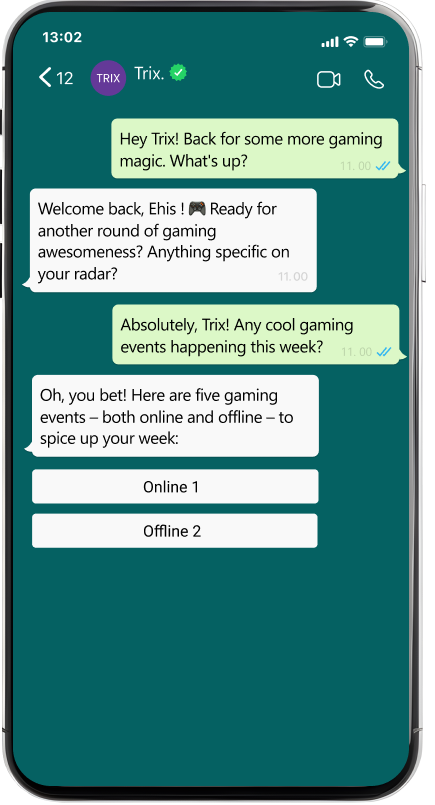 13:02
12 TRIX Trix.
Hey Trix! Back for some more gaming
magic. What's up?
11. 00
Welcome back, Ehis ! 🎮 Ready for
another round of gaming
awesomeness? Anything specific on
your radar?
11.00
Absolutely, Trix! Any cool gaming
events happening this week?
11. 00
Oh, you bet! Here are five gaming
events – both online and offline – to
spice up your week:
Online 1
Offline 2